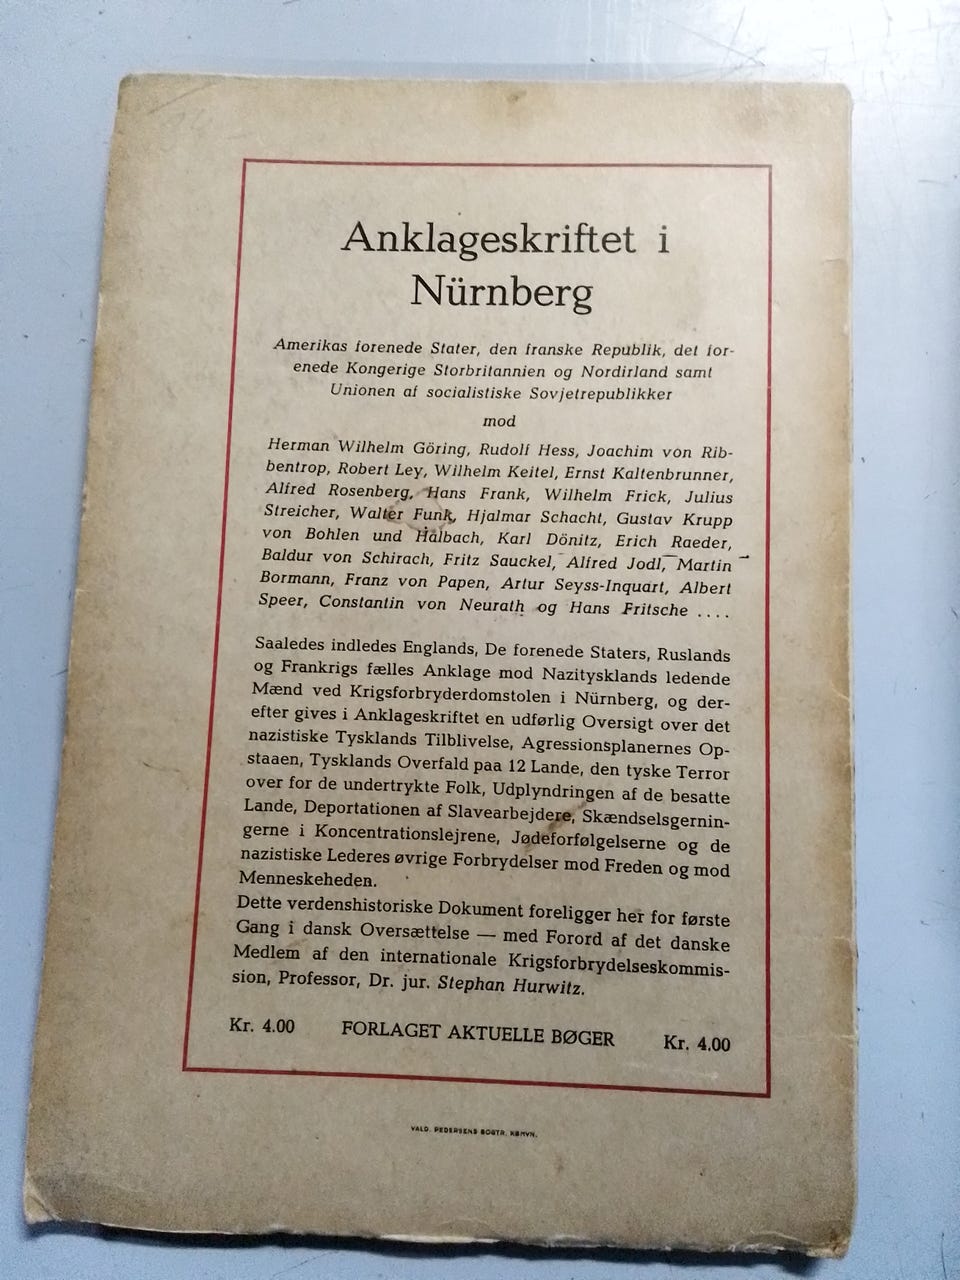 Anklageskriftet i
Nürnberg
Amerikas forenede Stater, den franske Republik, det for-
enede Kongerige Storbritannien og Nordirland samt
Unionen af socialistiske Sovjetrepublikker
mod
Herman Wilhelm Göring, Rudolf Hess, Joachim von Rib-
bentrop, Robert Ley, Wilhelm Keitel, Ernst Kaltenbrunner,
Alfred Rosenberg, Hans Frank, Wilhelm Frick, Julius
Streicher, Walter Funk, Hjalmar Schacht, Gustav Krupp
von Bohlen und Halbach, Karl Dönitz, Erich Raeder,
Baldur von Schirach, Fritz Sauckel, Alfred Jodl, Martin
Bormann, Franz von Papen, Artur Seyss-Inquart, Albert
Speer, Constantin von Neurath og Hans Fritsche ....
Saaledes indledes Englands, De forenede Staters, Ruslands
og Frankrigs fælles Anklage mod Nazitysklands ledende
Mænd ved Krigsforbryderdomstolen i Nürnberg, og der-
efter gives i Anklageskriftet en udførlig Oversigt over det
nazistiske Tysklands Tilblivelse, Agressionsplanernes Op-
staaen, Tysklands Overfald paa 12 Lande, den tyske Terror
over for de undertrykte Folk, Udplyndringen af de besatte
Lande, Deportationen af Slavearbejdere, Skændselsgernin-
gerne i Koncentrationslejrene, Jødeforfølgelserne og de
nazistiske Lederes øvrige Forbrydelser mod Freden og mod
Menneskeheden.
Dette verdenshistoriske Dokument foreligger her for første
Gang i dansk Oversættelse — med Forord af det danske
Medlem af den internationale Krigsforbrydelseskommis-
sion, Professor, Dr. jur. Stephan Hurwitz.
Kr. 4.00 FORLAGET AKTUELLE BØGER Kr. 4.00
VALD. PEDERSENS BOGTR. KBHVN.